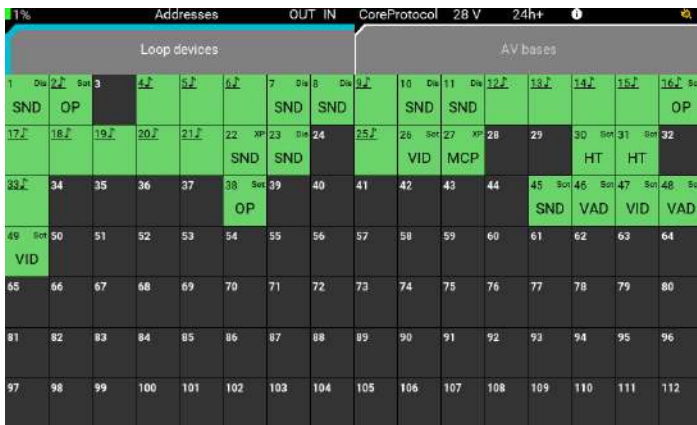 1% Addresses OUT IN CoreProtocol 28 V 24h+
Loop devices AV bases
1 Dis 2♪ Sot 3 4♪ 5♪ 6♪ 7 Dis 8 Dis 9♪ 10 Dis 11 Dis 12♪ 13♪ 14♪ 15♪ 16♪ So
SND OP SND SND SND SND OP
17♪ 18♪ 19♪ 20♪ 21♪ 22 XP 23 Dis 24 25♪ 26 Sot 27 XP 28 29 30 Sot 31 Sot 32
SND SND VID MCP HT HT
33♪ 34 35 36 37 38 Sot 39 40 41 42 43 44 45 Sot 46 Sot 47 Sot 48 So
OP SND VAD VID VAD
49 Sot 50 51 52 53 54 55 56 57 58 59 60 61 62 63 64
VID
65 66 67 68 69 70 71 72 73 74 75 76 77 78 79 80
81 82 83 84 85 86 87 88 89 90 91 92 93 94 95 96
97 98 99 100 101 102 103 104 105 106 107 108 109 110 111 112